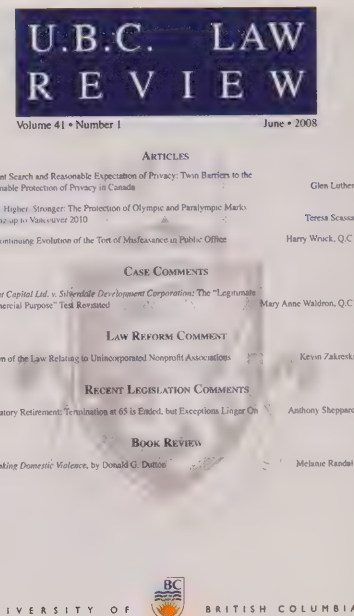 U.B.C. LAW
REVIEW
Volume 41 • Number 1 June • 2008
ARTICLES
Search and Reasonable Expectation of Privacy: Twin Barriers to the
Protection of Privacy in Canada Glen Luther
Higher, Stronger: The Protection of Olympic and Paralympic Marks
up to Vancouver 2010 Teresa Scassa
Evolution of the Tort of Misfeasance in Public Office Harry Wruck, Q.C
CASE COMMENTS
Capital Ltd. v. Silverdale Development Corporation: The "Legitimate
Purpose" Test Revisited Mary Anne Waldron, Q.C
LAW REFORM COMMENT
of the Law Relating to Unincorporated Nonprofit Associations Kevin Zakresk
RECENT LEGISLATION COMMENTS
Retirement: Termination at 65 is Ended, but Exceptions Linger On Anthony Sheppard
BOOK REVIEW
Domestic Violence, by Donald G. Dutton Melanie Randal
BC
IVERSITY OF BRITISH COLUMBIA